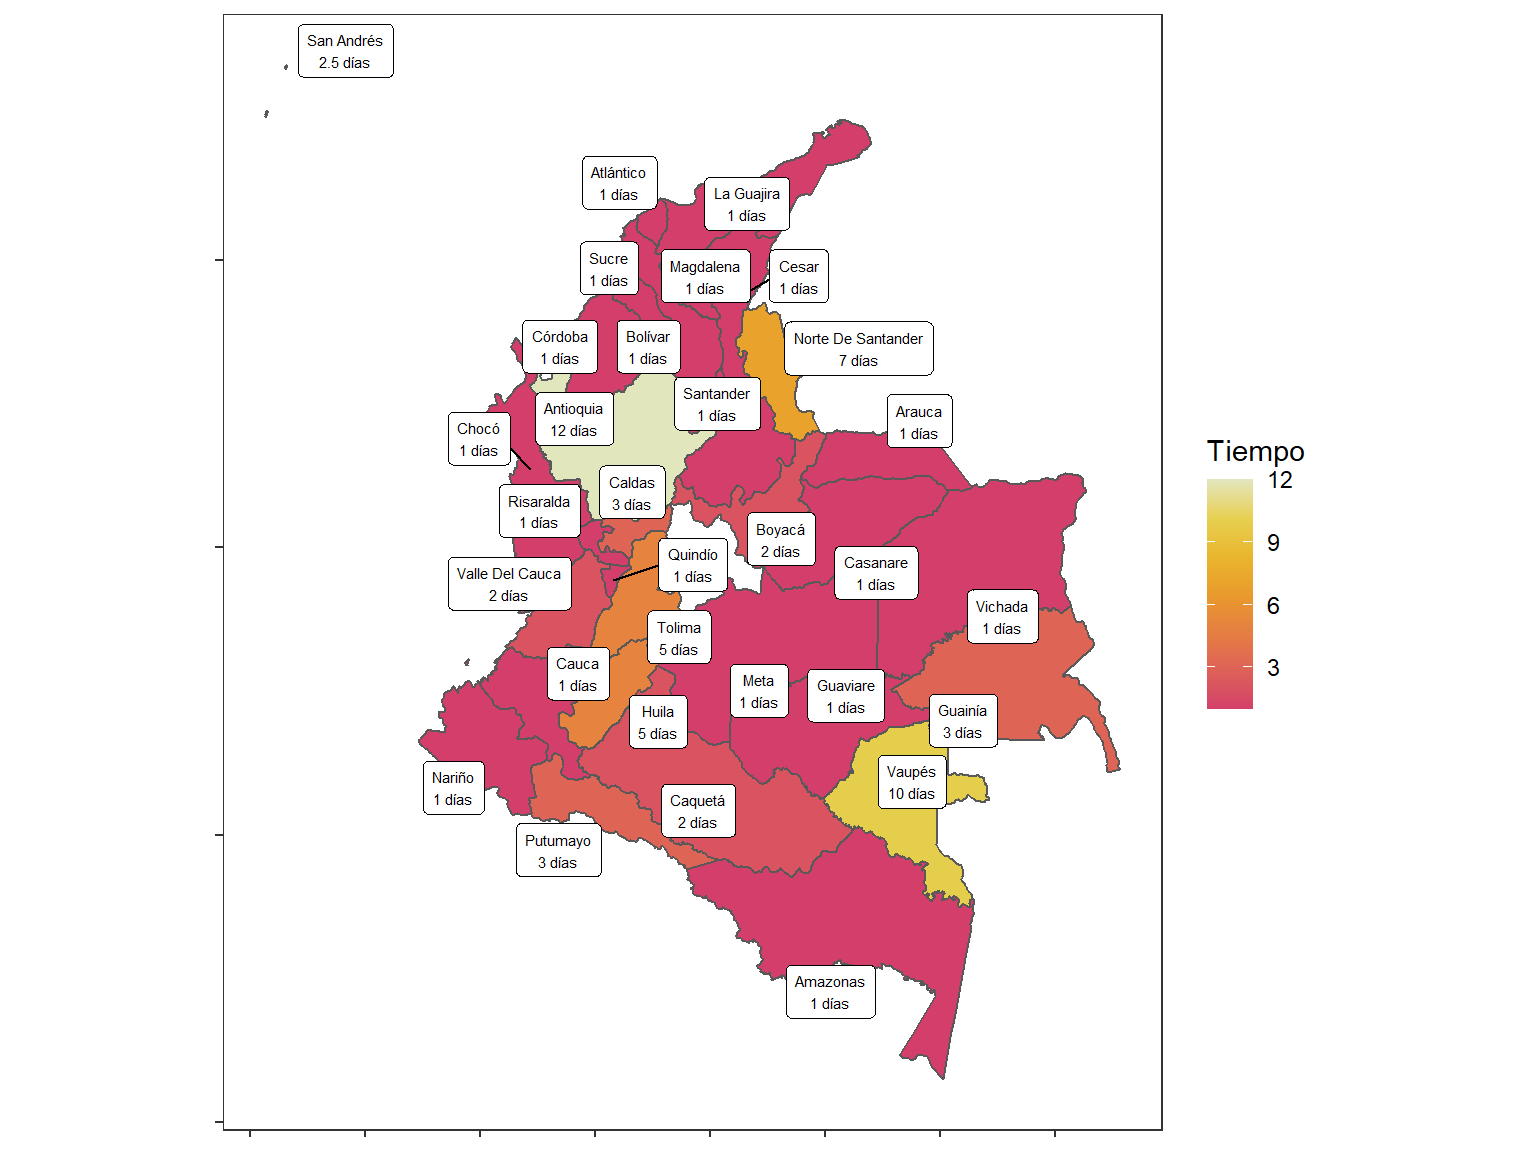 San Andrés
2.5 días
Atlántico
1 días
La Guajira
1 días
Sucre
1 días
Magdalena
1 días
Cesar
1 días
Córdoba
1 días
Bolívar
1 días
Norte De Santander
7 días
Santander
1 días
Antioquia
12 días
Arauca
1 días
Chocó
1 días
Caldas
3 días
Risaralda
1 días
Boyacá
2 días
Quindío
1 días
Casanare
1 días
Valle Del Cauca
2 días
Vichada
1 días
Tolima
5 días
Cauca
1 días
Meta
1 días
Guaviare
1 días
Huila
5 días
Guainía
3 días
Vaupés
10 días
Nariño
1 días
Caquetá
2 días
Putumayo
3 días
Amazonas
1 días
Tiempo
12
9
6
3